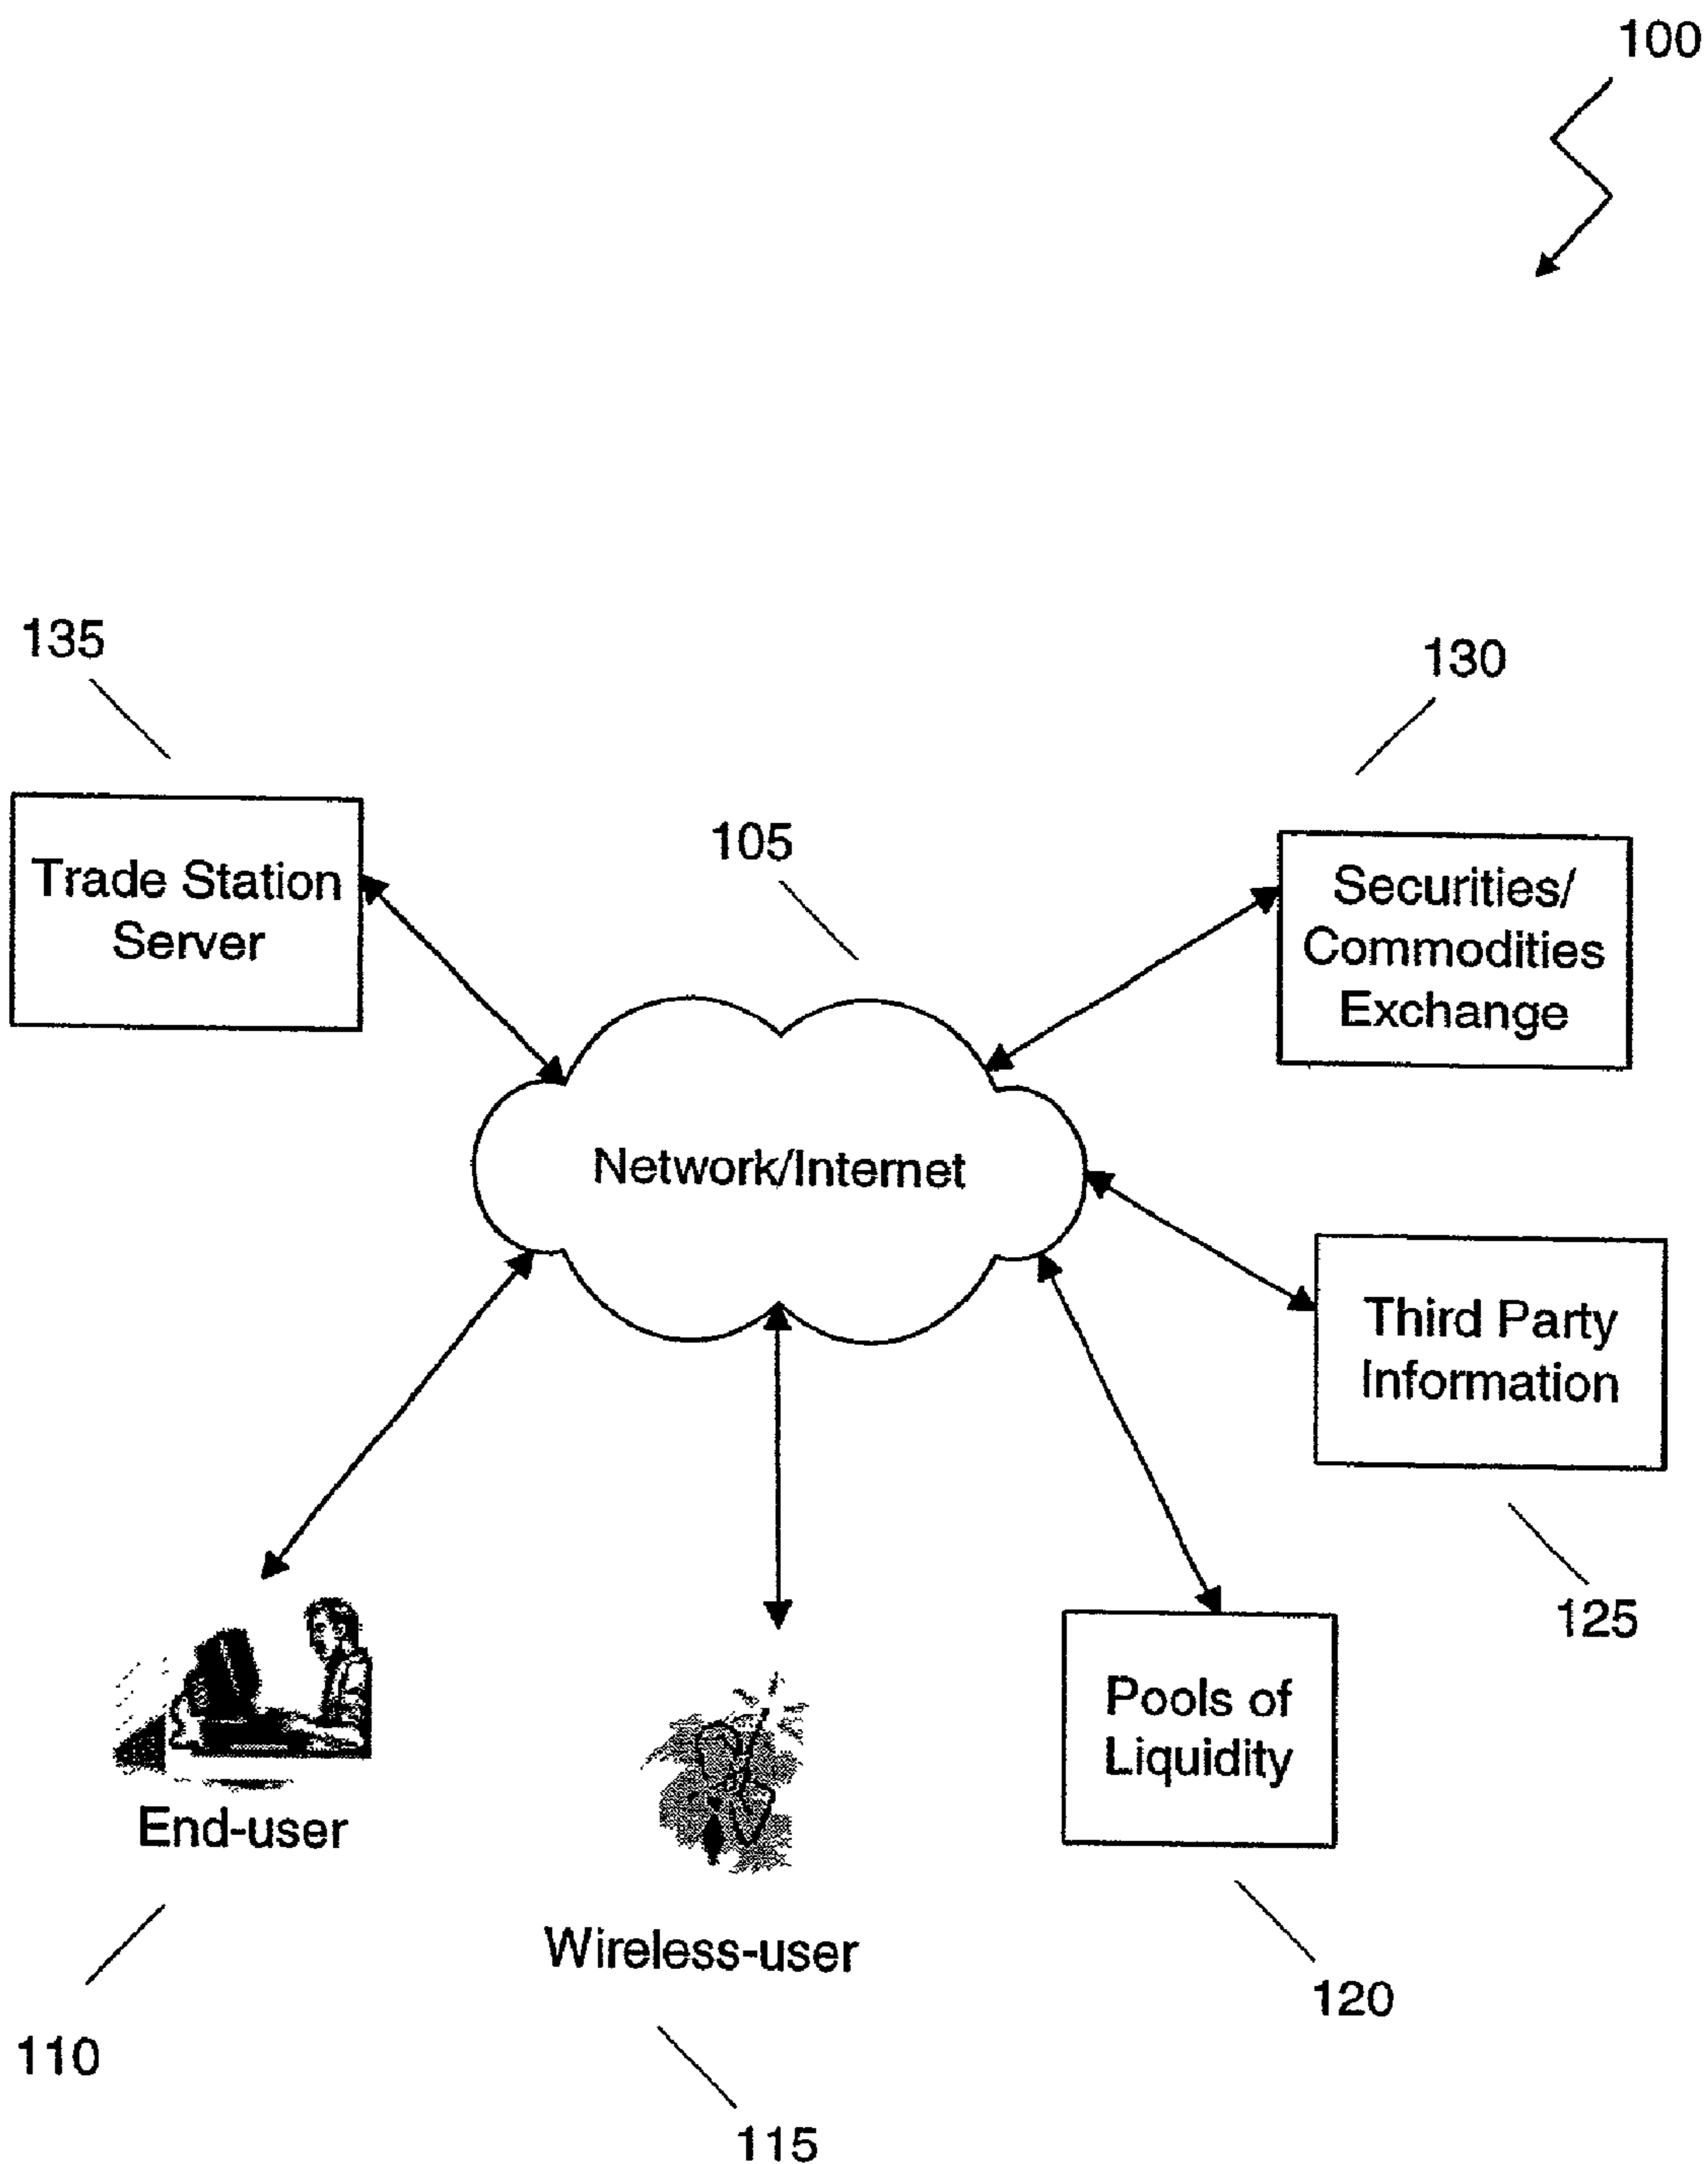 100
135
130
105
Trade Station
Server
Securities/
Commodities
Exchange
Network/Internet
Third Party
Information
125
Pools of
Liquidity
End-user
Wireless-user
120
110
115